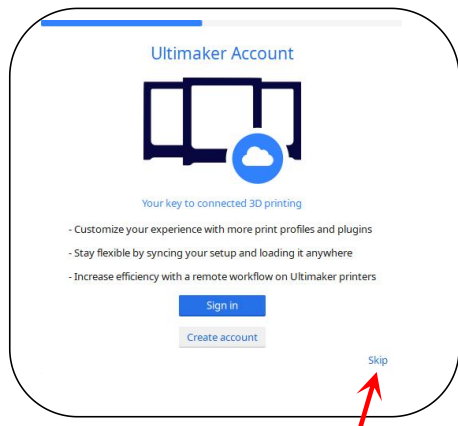 Ultimaker Account
Your key to connected 3D printing
- Customize your experience with more print profiles and plugins
- Stay flexible by syncing your setup and loading it anywhere
- Increase efficiency with a remote workflow on Ultimaker printers
Sign in
Create account
Skip